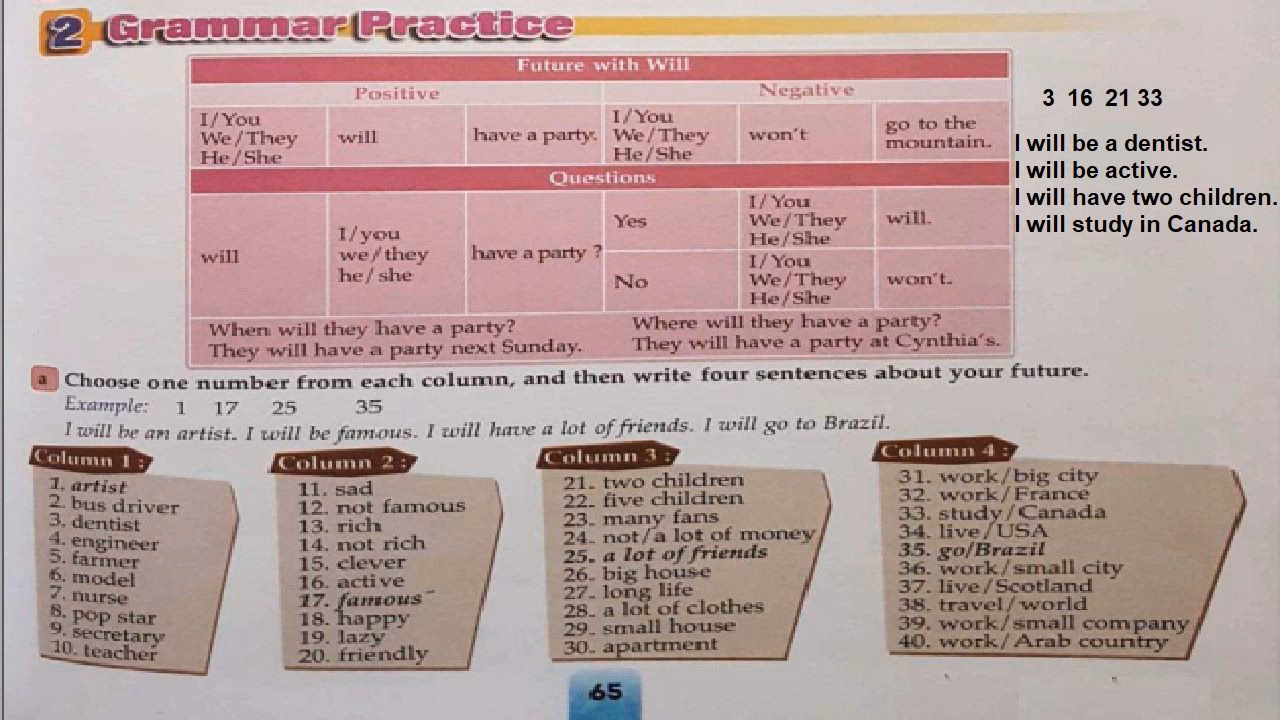 2 Grammar Practice
Future with Will
Positive
Negative
I/You
We/They
He/She
will
have a party.
I/You
We/They
He/She
won't
go to the
mountain.
Questions
will
I/you
we/they
he/she
have a party ?
Yes
I/You
We/They
He/She
will.
No
I/You
We/They
He/She
won't.
When will they have a party?
They will have a party next Sunday.
Where will they have a party?
They will have a party at Cynthia's.
3 16 21 33
I will be a dentist.
I will be active.
I will have two children.
I will study in Canada.
a Choose one number from each column, and then write four sentences about your future.
Example: 1 17 25 35
I will be an artist. I will be famous. I will have a lot of friends. I will go to Brazil.
Column 1 :
1. artist
2. bus driver
3. dentist
4. engineer
5. farmer
6. model
7. nurse
8. pop star
9. secretary
10. teacher
Column 2 :
11. sad
12. not famous
13. rich
14. not rich
15. clever
16. active
17. famous
18. happy
19. lazy
20. friendly
Column 3 :
21. two children
22. five children
23. many fans
24. not/a lot of money
25. a lot of friends
26. big house
27. long life
28. a lot of clothes
29. small house
30. apartment
Column 4 :
31. work/big city
32. work/France
33. study/Canada
34. live/USA
35. go/Brazil
36. work/small city
37. live/Scotland
38. travel/world
39. work/small company
40. work/Arab country
65